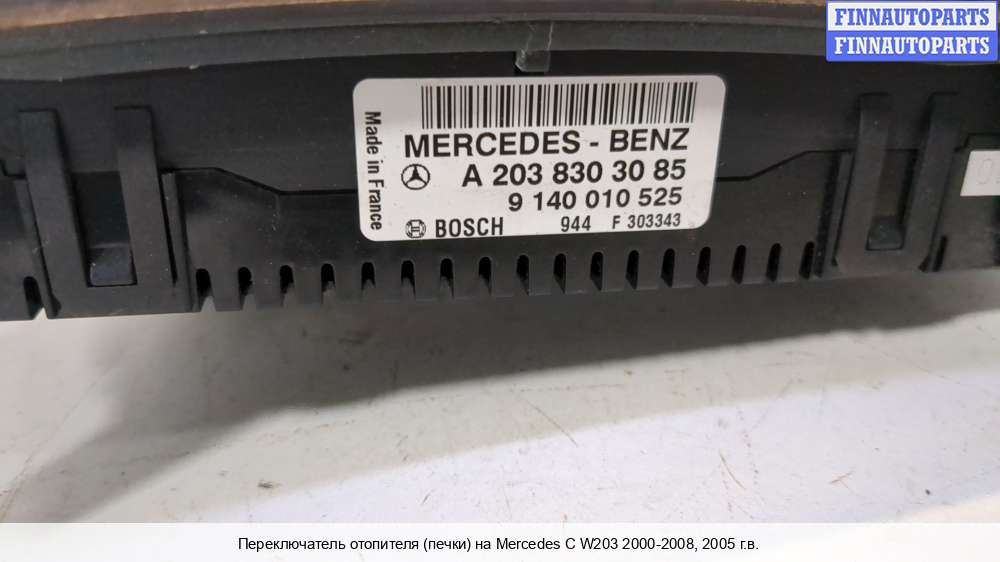 FINNAUTOPARTS
FINNAUTOPARTS
Made in France
MERCEDES - BENZ
A 203 830 30 85
9 140 010 525
BOSCH 944 F 303343
Переключатель отопителя (печки) на Mercedes C W203 2000-2008, 2005 г.в.